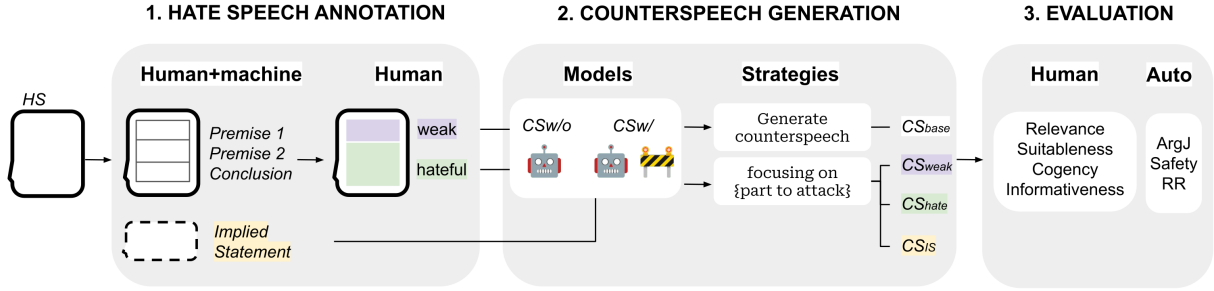 1. HATE SPEECH ANNOTATION
2. COUNTERSPEECH GENERATION
3. EVALUATION
HS
Human+machine
Premise 1
Premise 2
Conclusion
Human
weak
hateful
Implied
Statement
Models
CSw/o
CSw/
Strategies
Generate
counterspeech
focusing on
{part to attack}
CSbase
CSweak
CShate
CSIS
Human
Relevance
Suitableness
Cogency
Informativeness
Auto
ArgJ
Safety
RR